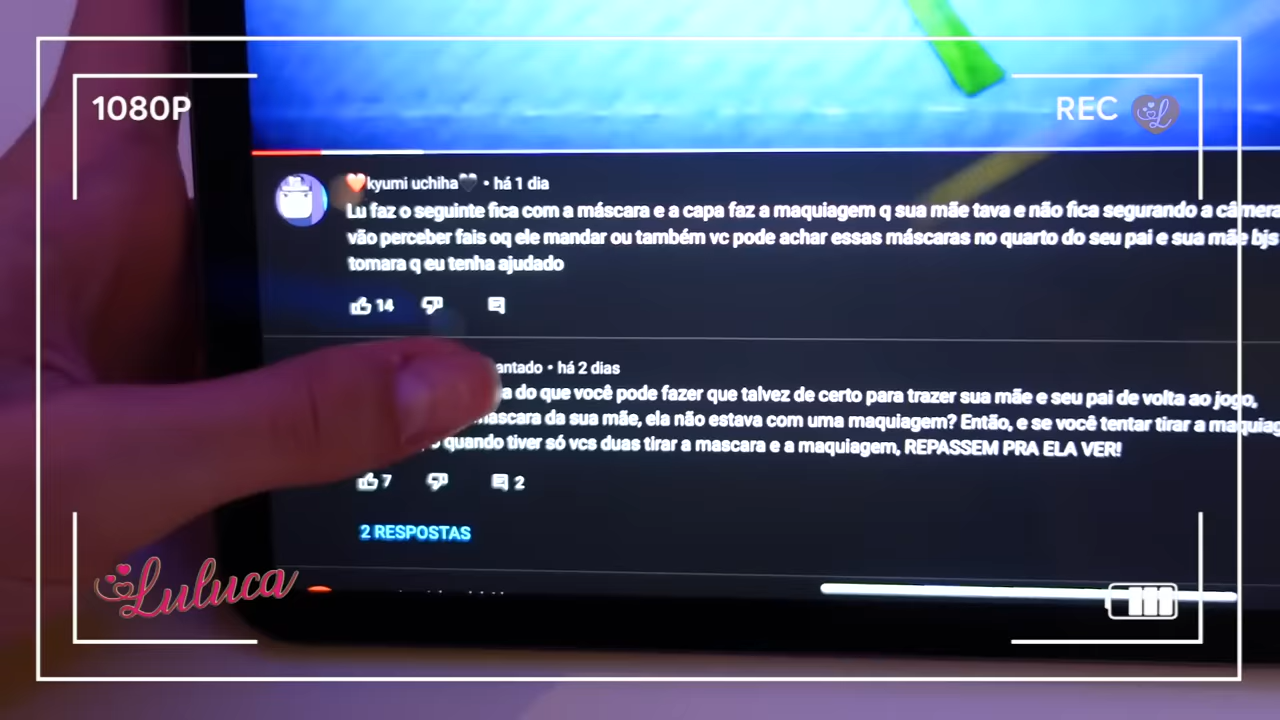 1080P
REC
kyumi uchiha • há 1 dia
Lu faz o seguinte fica com a máscara e a capa faz a maquiagem q sua mãe tava e não fica segurando a câmera
vão perceber fais oq ele mandar ou também vc pode achar essas máscaras no quarto do seu pai e sua mãe bjs
tomara q eu tenha ajudado
14
antado • há 2 dias
do que você pode fazer que talvez de certo para trazer sua mãe e seu pai de volta ao jogo,
mascara da sua mãe, ela não estava com uma maquiagem? Então, e se você tentar tirar a maquiag
quando tiver só vcs duas tirar a mascara e a maquiagem, REPASSEM PRA ELA VER!
7
2
2 RESPOSTAS
Luluca